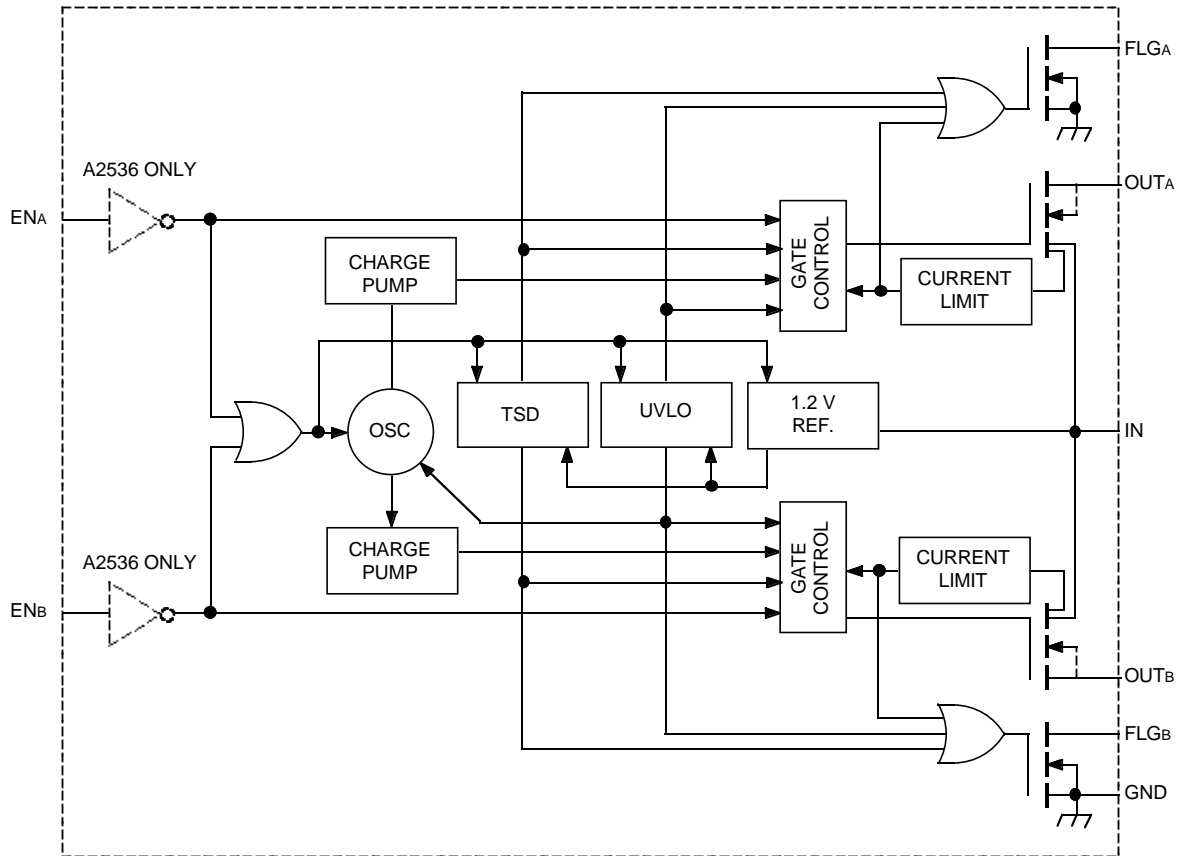 FLGA
A2536 ONLY
OUTA
ENA
CHARGE
PUMP
GATE
CONTROL
CURRENT
LIMIT
OSC
TSD
UVLO
1.2 V
REF.
IN
A2536 ONLY
CHARGE
PUMP
GATE
CONTROL
CURRENT
LIMIT
ENB
OUTB
FLGB
GND